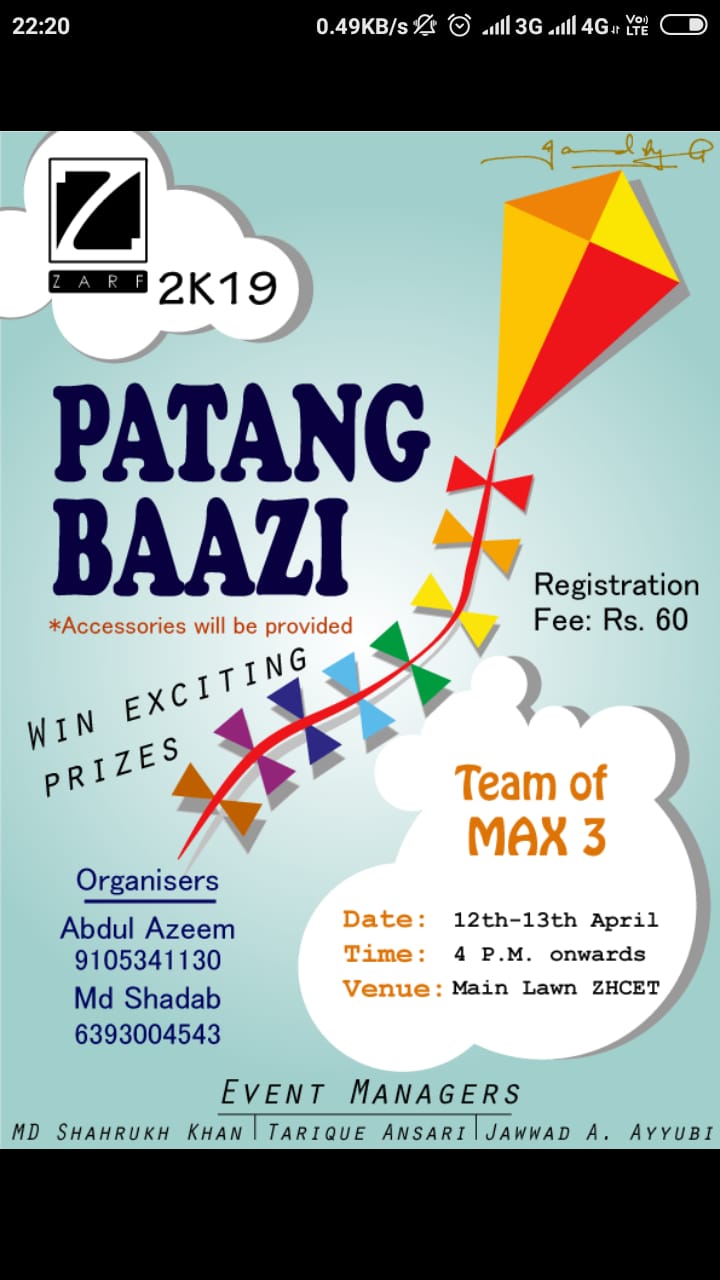 22:20
0.49KB/s 3G 4G Vo)) LTE
Z
ZARF
2K19
PATANG
BAAZI
*Accessories will be provided
Registration
Fee: Rs. 60
WIN EXCITING
PRIZES
Team of
MAX 3
Date: 12th-13th April
Time: 4 P.M. onwards
Venue: Main Lawn ZHCET
Organisers
Abdul Azeem
9105341130
Md Shadab
6393004543
EVENT MANAGERS
MD SHAHRUKH KHAN | TARIQUE ANSARI | JAWWAD A. AYYUBI